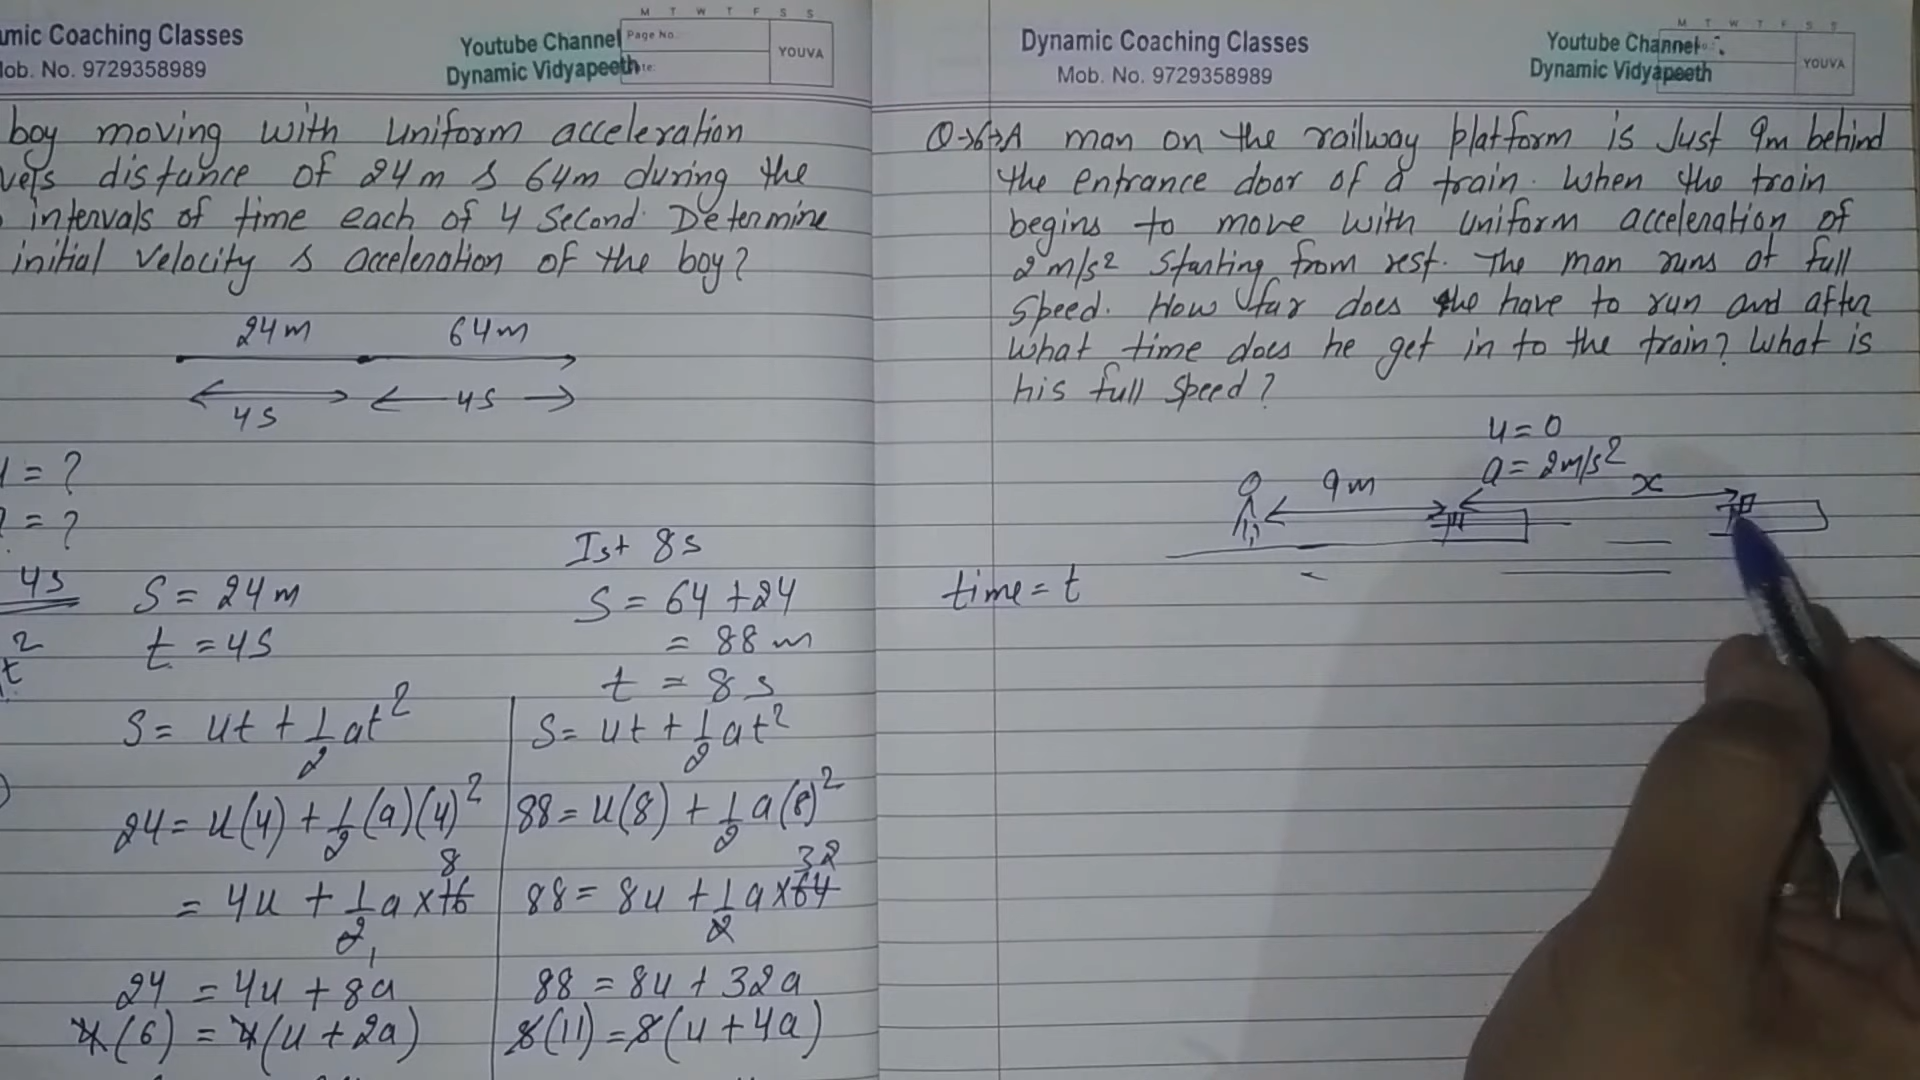 umic Coaching Classes
Mob. No. 9729358989
Youtube Channel
Dynamic Vidyapeeth
M T W T F S S
Page No.
YOUVA
boy moving with uniform acceleration
distance of 24m & 64m during the
intervals of time each of 4 second. Determine
initial velocity & acceleration of the boy?
24m 64m
4s 4s
= ?
= ?
4s
S = 24m
t = 4s
S = ut + 1/2 at²
24 = u(4) + 1/2 (a)(4)²
= 4u + 1/2 a × 16
8
1
24 = 4u + 8a
4(6) = 4(u + 2a)
Ist 8s
S = 64 + 24
= 88 m
t = 8s
S = ut + 1/2 at²
88 = u(8) + 1/2 a(8)²
32
88 = 8u + 1/2 a × 64
88 = 8u + 32a
8(11) = 8(u + 4a)
Dynamic Coaching Classes
Mob. No. 9729358989
Youtube Channel
Dynamic Vidyapeeth
M T W T F S S
YOUVA
Q→6→A man on the railway platform is Just 9m behind
the entrance door of a train. When the train
begins to move with uniform acceleration of
2 m/s² starting from rest. The man runs at full
speed. How far does the have to run and after
what time does he get in to the train? What is
his full speed?
u = 0
a = 2m/s²
9m
x
time = t